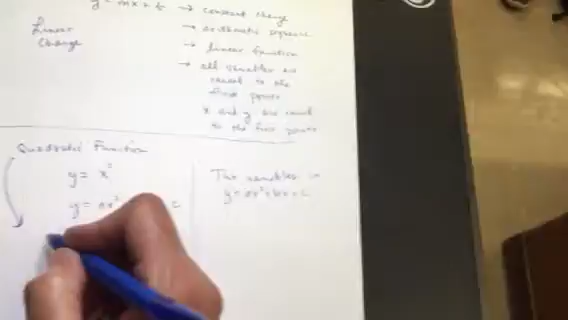 y = mx + b → constant change
Linear
Change
→ arithmetic sequence
→ linear function
→ all variables are
raised to the
first power
x and y are raised
to the first power
Quadratic Function
y = x²
y = ax² c
The variables in
y = ax² + bx + c